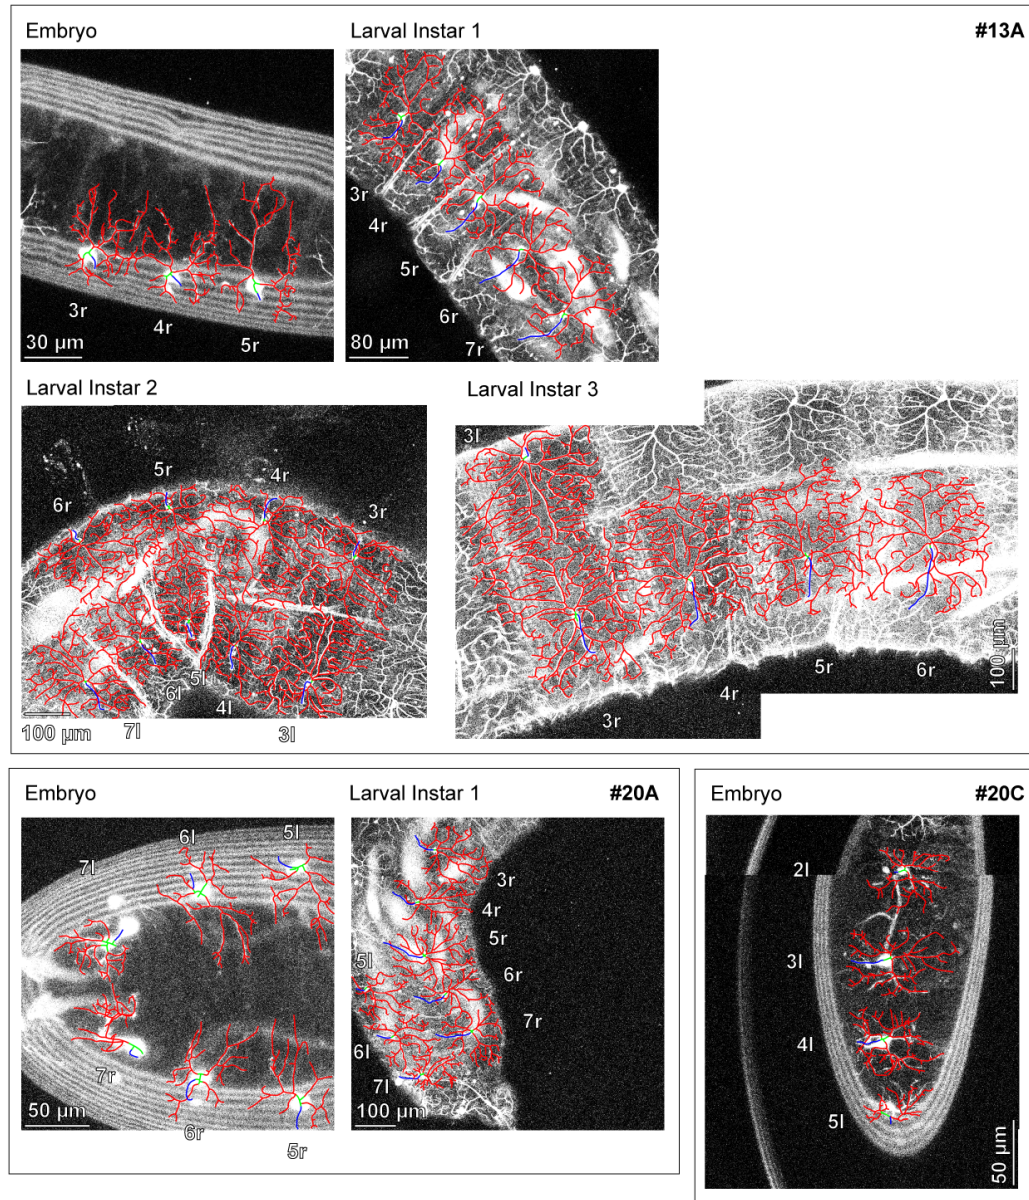 Embryo
Larval Instar 1
#13A
3r
4r
5r
30 µm
3r
4r
5r
6r
7r
80 µm
Larval Instar 2
Larval Instar 3
6r
5r
4r
3r
7l
6l
5l
4l
3l
100 µm
3l
3r
4r
5r
6r
100 µm
Embryo
Larval Instar 1
#20A
7l
6l
5l
7r
6r
5r
50 µm
3r
4r
5r
6r
7r
5l
6l
7l
100 µm
Embryo
#20C
2l
3l
4l
5l
50 µm